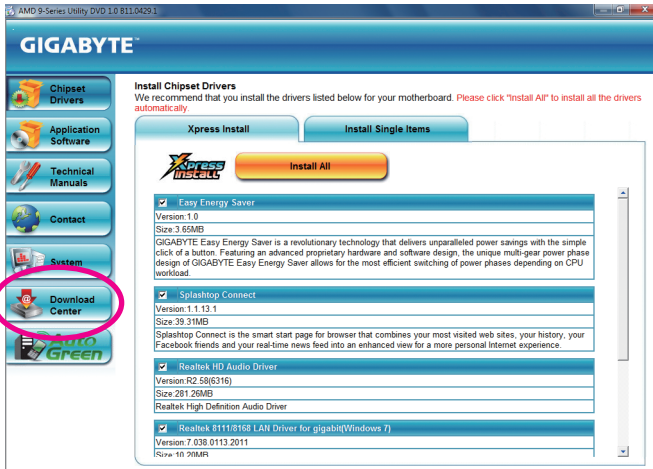 AMD 9-Series Utility DVD 1.0 B11.0429.1
GIGABYTE™
Chipset
Drivers
Application
Software
Technical
Manuals
Contact
System
Download
Center
Auto
Green
Install Chipset Drivers
We recommend that you install the drivers listed below for your motherboard. Please click "Install All" to install all the drivers
automatically.
Xpress Install
Install Single Items
Xpress
Install
Install All
Easy Energy Saver
Version:1.0
Size:3.65MB
GIGABYTE Easy Energy Saver is a revolutionary technology that delivers unparalleled power savings with the simple
click of a button. Featuring an advanced proprietary hardware and software design, the unique multi-gear power phase
design of GIGABYTE Easy Energy Saver allows for the most efficient switching of power phases depending on CPU
workload.
Splashtop Connect
Version:1.1.13.1
Size:39.31MB
Splashtop Connect is the smart start page for browser that combines your most visited web sites, your history, your
Facebook friends and your real-time news feed into an enhanced view for a more personal Internet experience.
Realtek HD Audio Driver
Version:R2.58(6316)
Size:281.26MB
Realtek High Definition Audio Driver
Realtek 8111/8168 LAN Driver for gigabit(Windows 7)
Version:7.038.0113.2011
Size:10.20MB